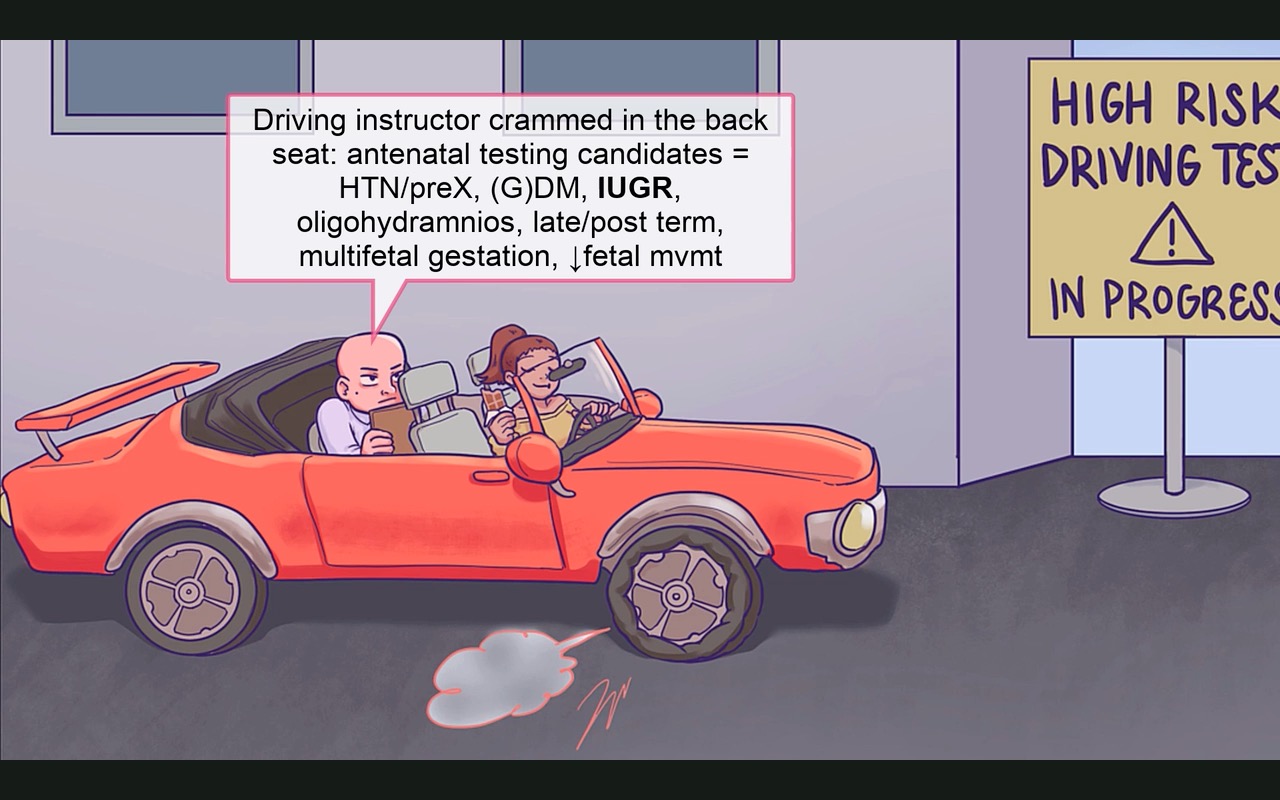 Driving instructor crammed in the back
seat: antenatal testing candidates =
HTN/preX, (G)DM, IUGR,
oligohydramnios, late/post term,
multifetal gestation, ↓fetal mvmt
HIGH RISK
DRIVING TES
IN PROGRESS